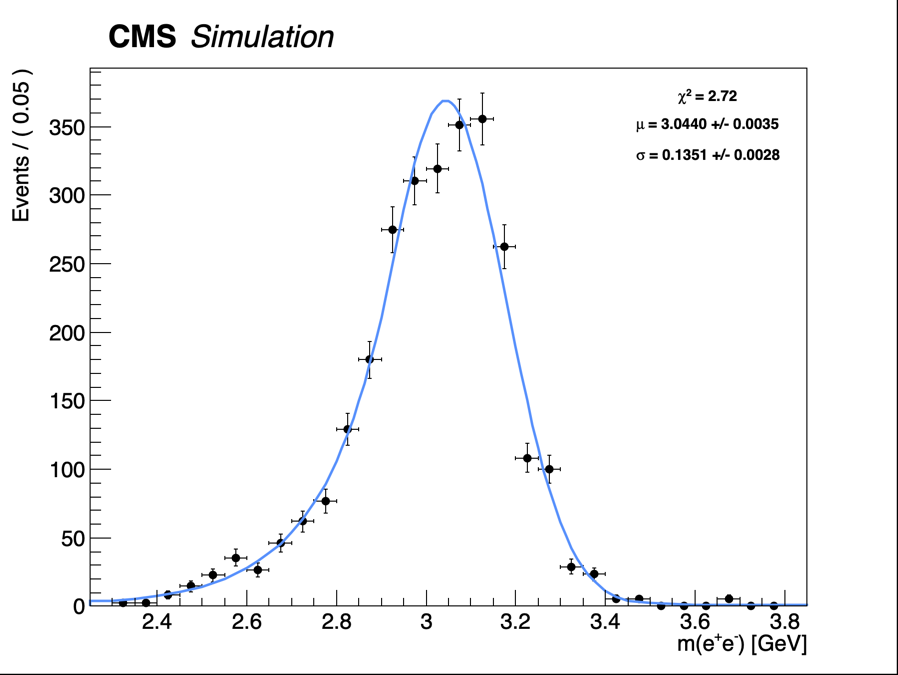 CMS Simulation
Events / ( 0.05 )
350
300
250
200
150
100
50
0
χ² = 2.72
μ = 3.0440 +/- 0.0035
σ = 0.1351 +/- 0.0028
2.4 2.6 2.8 3 3.2 3.4 3.6 3.8
m(e⁺e⁻) [GeV]